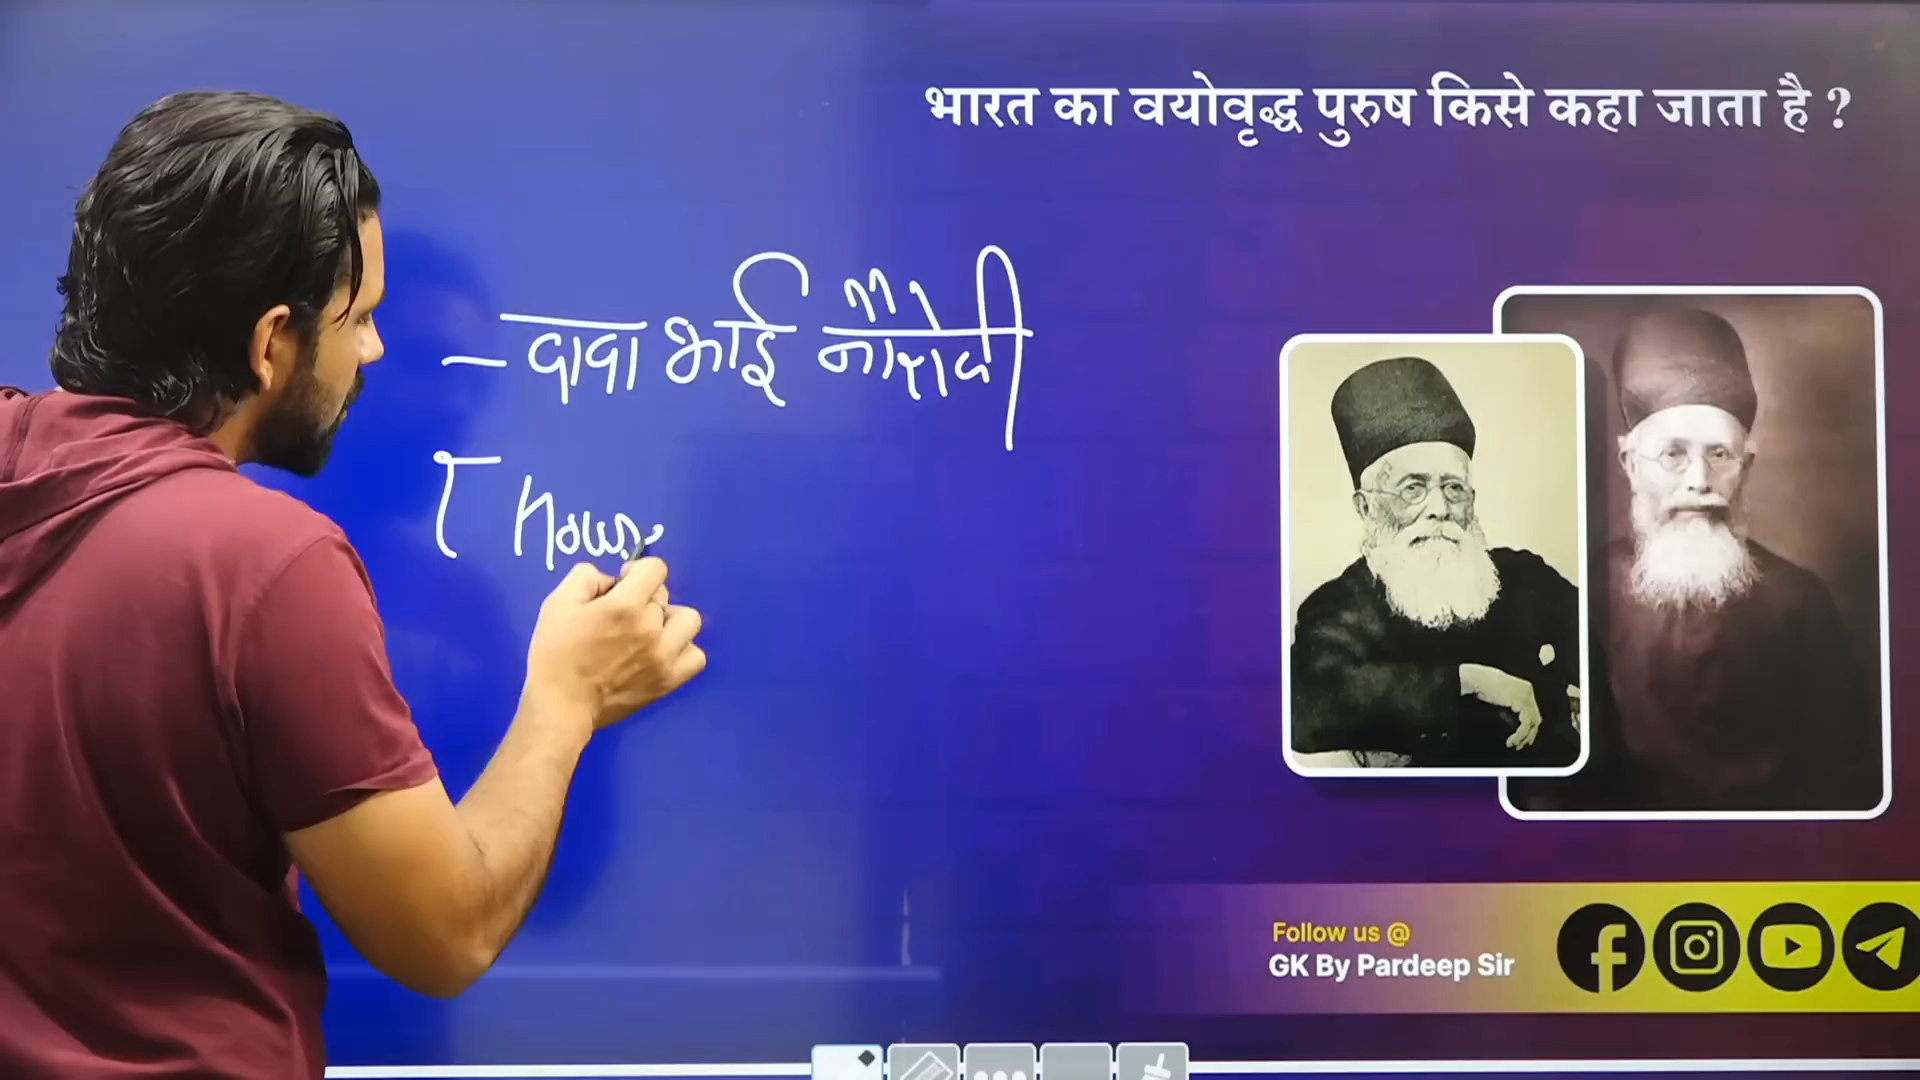 भारत का वयोवृद्ध पुरुष किसे कहा जाता है ?
– दादा भाई नौरोजी
Hous
Follow us @
GK By Pardeep Sir